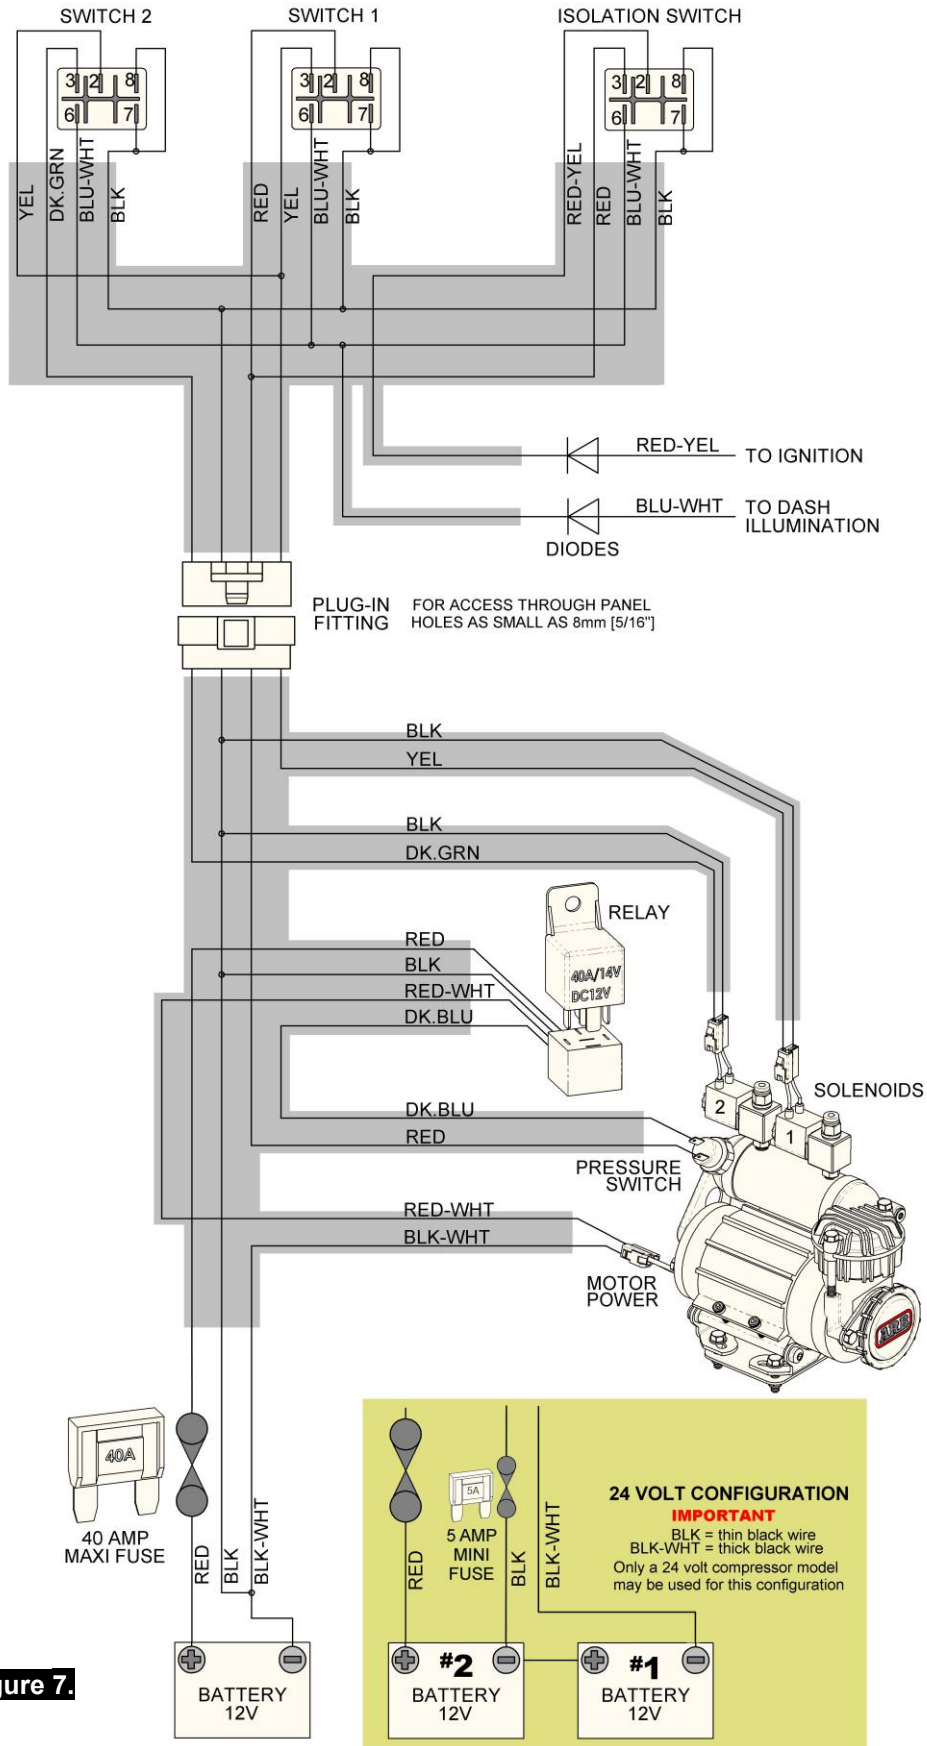 SWITCH 2
SWITCH 1
ISOLATION SWITCH
3 2 8
6 7
3 2 8
6 7
3 2 8
6 7
YEL
DK.GRN
BLU-WHT
BLK
RED
YEL
BLU-WHT
BLK
RED-YEL
RED
BLU-WHT
BLK
RED-YEL
TO IGNITION
BLU-WHT
TO DASH
ILLUMINATION
DIODES
PLUG-IN
FITTING
FOR ACCESS THROUGH PANEL
HOLES AS SMALL AS 8mm [5/16"]
BLK
YEL
BLK
DK.GRN
RELAY
40A/14V
DC12V
RED
BLK
RED-WHT
DK.BLU
SOLENOIDS
2
1
DK.BLU
RED
PRESSURE
SWITCH
RED-WHT
BLK-WHT
MOTOR
POWER
ARB
40A
40 AMP
MAXI FUSE
RED
BLK
BLK-WHT
BATTERY
12V
5A
5 AMP
MINI
FUSE
RED
BLK
BLK-WHT
24 VOLT CONFIGURATION
IMPORTANT
BLK = thin black wire
BLK-WHT = thick black wire
Only a 24 volt compressor model
may be used for this configuration
#2
BATTERY
12V
#1
BATTERY
12V
gure 7.